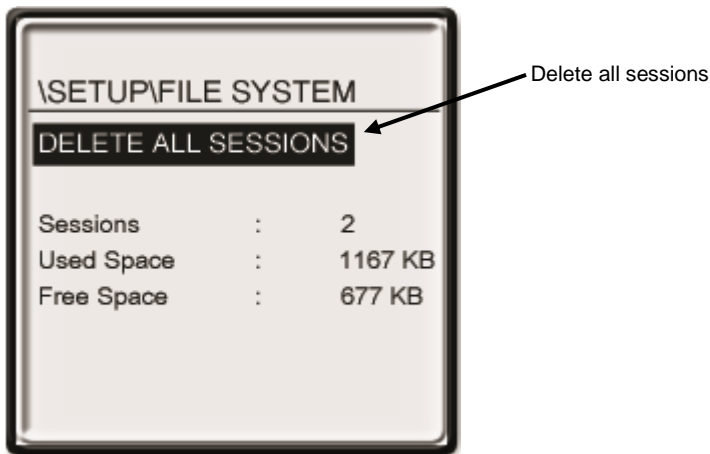 \SETUP\FILE SYSTEM
Delete all sessions
DELETE ALL SESSIONS
Sessions : 2
Used Space : 1167 KB
Free Space : 677 KB